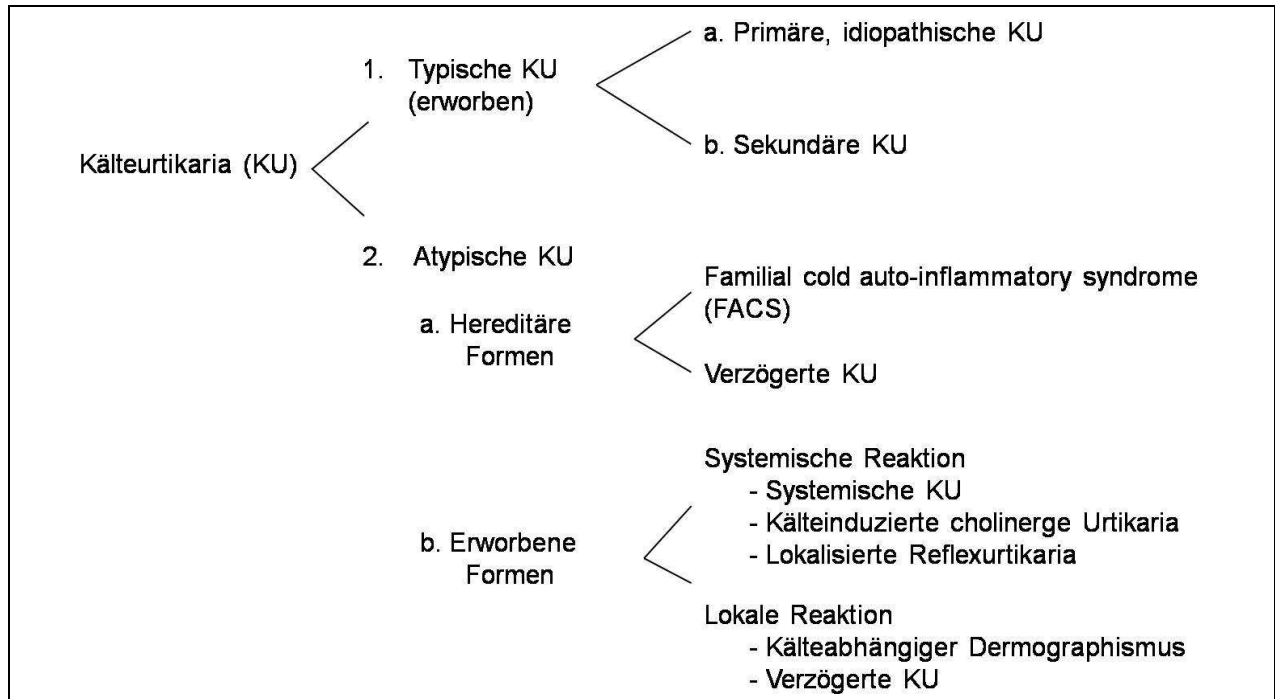 a. Primäre, idiopathische KU
1. Typische KU
(erworben)
b. Sekundäre KU
Kälteurtikaria (KU)
2. Atypische KU
Familial cold auto-inflammatory syndrome
(FACS)
a. Hereditäre
Formen
Verzögerte KU
Systemische Reaktion
- Systemische KU
- Kälteinduzierte cholinerge Urtikaria
- Lokalisierte Reflexurtikaria
b. Erworbene
Formen
Lokale Reaktion
- Kälteabhängiger Dermographismus
- Verzögerte KU